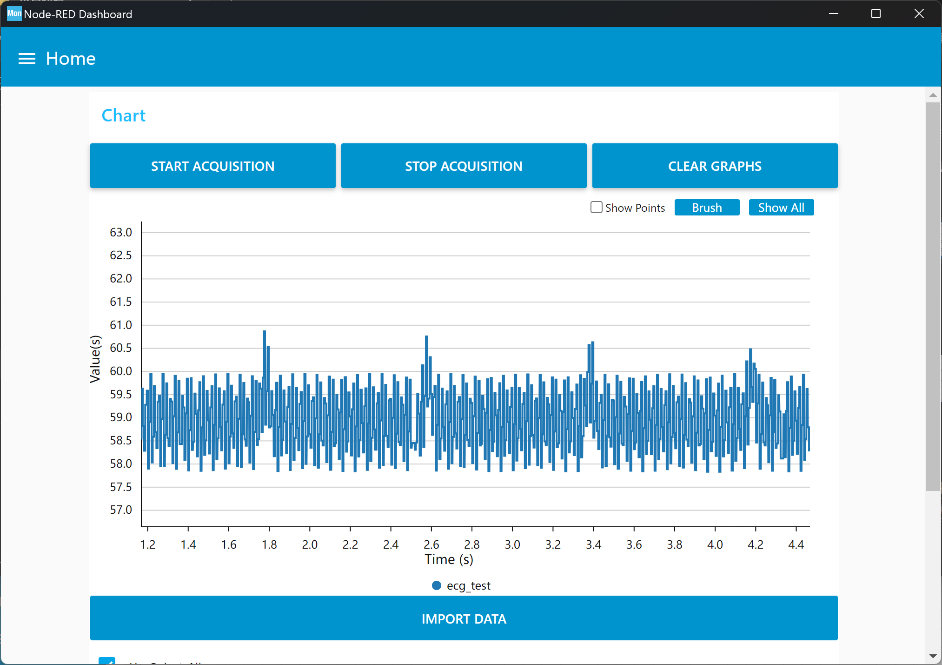 Mon Node-RED Dashboard
Home
Chart
START ACQUISITION STOP ACQUISITION CLEAR GRAPHS
Show Points Brush Show All
63.0
62.5
62.0
61.5
61.0
60.5
60.0
59.5
59.0
58.5
58.0
57.5
57.0
Value(s)
1.2 1.4 1.6 1.8 2.0 2.2 2.4 2.6 2.8 3.0 3.2 3.4 3.6 3.8 4.0 4.2 4.4
Time (s)
ecg_test
IMPORT DATA